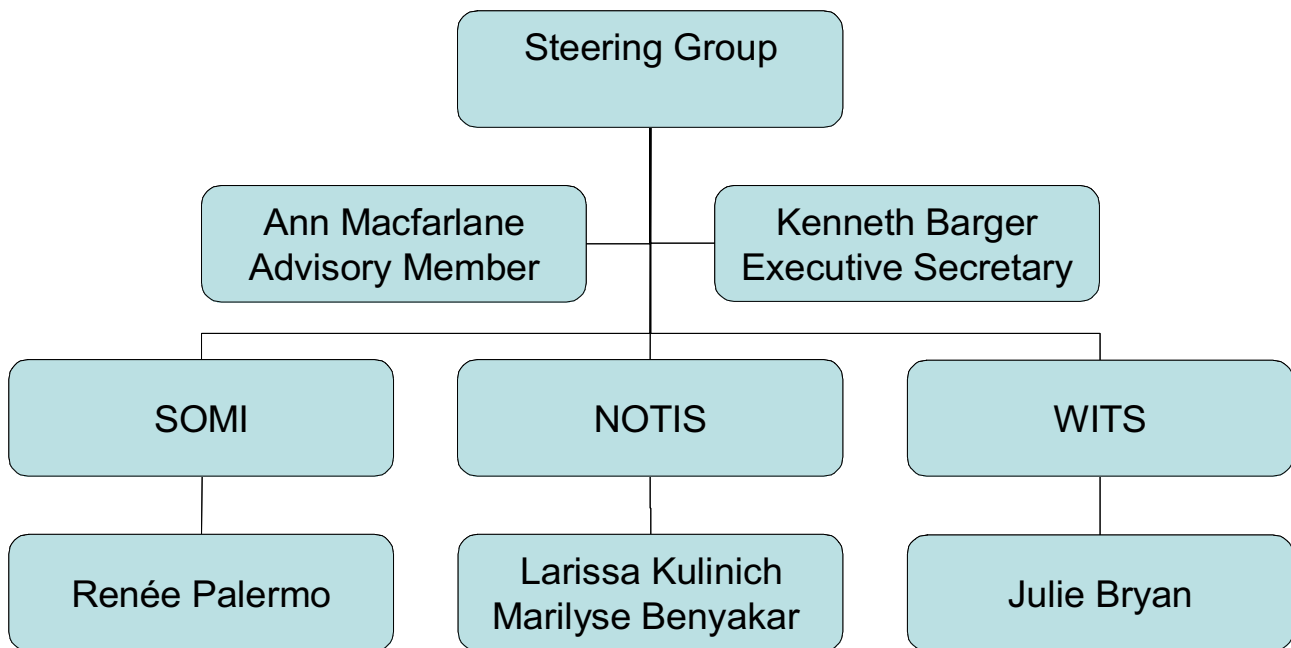 Steering Group
Ann Macfarlane
Advisory Member
Kenneth Barger
Executive Secretary
SOMI
NOTIS
WITS
Renée Palermo
Larissa Kulinich
Marilyse Benyakar
Julie Bryan